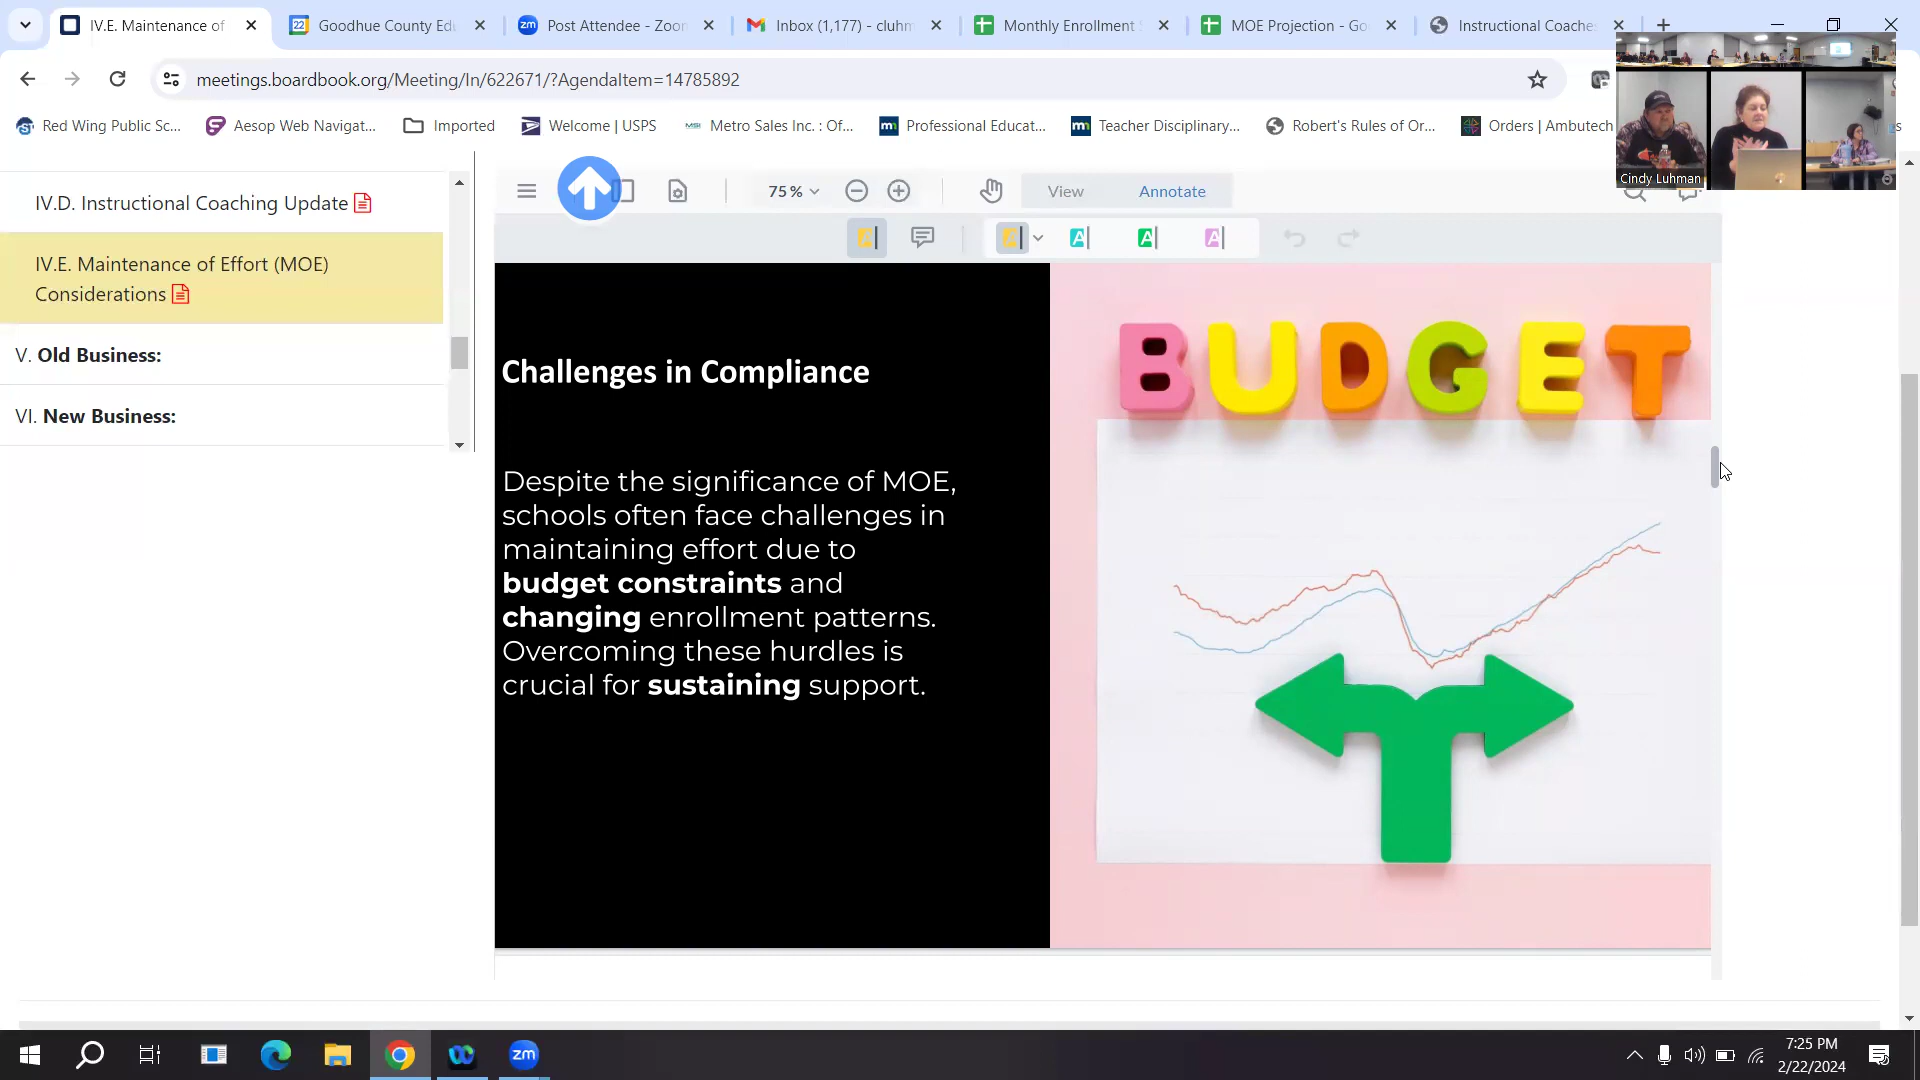 IV.E. Maintenance of
Goodhue County Edu
Post Attendee - Zoom
Inbox (1,177) - cluhm
Monthly Enrollment S
MOE Projection - Go
Instructional Coache
meetings.boardbook.org/Meeting/In/622671/?AgendaItem=14785892
Red Wing Public Sc...
Aesop Web Navigat...
Imported
Welcome | USPS
Metro Sales Inc. : Of...
Professional Educat...
Teacher Disciplinary...
Robert's Rules of Or...
Orders | Ambutech
Cindy Luhman
IV.D. Instructional Coaching Update
IV.E. Maintenance of Effort (MOE)
Considerations
V. Old Business:
VI. New Business:
75 %
View
Annotate
Challenges in Compliance
Despite the significance of MOE,
schools often face challenges in
maintaining effort due to
budget constraints and
changing enrollment patterns.
Overcoming these hurdles is
crucial for sustaining support.
BUDGET
7:25 PM
2/22/2024